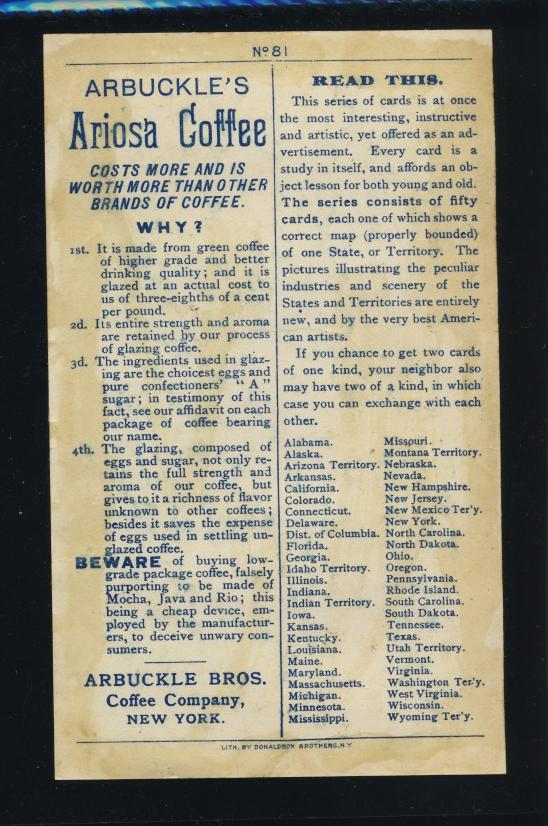 Nº 81
ARBUCKLE'S
Ariosa Coffee
COSTS MORE AND IS
WORTH MORE THAN OTHER
BRANDS OF COFFEE.
WHY?
1st. It is made from green coffee
of higher grade and better
drinking quality; and it is
glazed at an actual cost to
us of three-eighths of a cent
per pound.
2d. Its entire strength and aroma
are retained by our process
of glazing coffee.
3d. The ingredients used in glaz-
ing are the choicest eggs and
pure confectioners' "A"
sugar; in testimony of this
fact, see our affidavit on each
package of coffee bearing
our name.
4th. The glazing, composed of
eggs and sugar, not only re-
tains the full strength and
aroma of our coffee, but
gives to it a richness of flavor
unknown to other coffees;
besides it saves the expense
of eggs used in settling un-
glazed coffee.
BEWARE of buying low-
grade package coffee, falsely
purporting to be made of
Mocha, Java and Rio; this
being a cheap device, em-
ployed by the manufactur-
ers, to deceive unwary con-
sumers.
ARBUCKLE BROS.
Coffee Company,
NEW YORK.
READ THIS.
This series of cards is at once
the most interesting, instructive
and artistic, yet offered as an ad-
vertisement. Every card is a
study in itself, and affords an ob-
ject lesson for both young and old.
The series consists of fifty
cards, each one of which shows a
correct map (properly bounded)
of one State, or Territory. The
pictures illustrating the peculiar
industries and scenery of the
States and Territories are entirely
new, and by the very best Ameri-
can artists.
If you chance to get two cards
of one kind, your neighbor also
may have two of a kind, in which
case you can exchange with each
other.
Alabama.
Alaska.
Arizona Territory.
Arkansas.
California.
Colorado.
Connecticut.
Delaware.
Dist. of Columbia.
Florida.
Georgia.
Idaho Territory.
Illinois.
Indiana.
Indian Territory.
Iowa.
Kansas.
Kentucky.
Louisiana.
Maine.
Maryland.
Massachusetts.
Michigan.
Minnesota.
Mississippi.
Missouri.
Montana Territory.
Nebraska.
Nevada.
New Hampshire.
New Jersey.
New Mexico Ter'y.
New York.
North Carolina.
North Dakota.
Ohio.
Oregon.
Pennsylvania.
Rhode Island.
South Carolina.
South Dakota.
Tennessee.
Texas.
Utah Territory.
Vermont.
Virginia.
Washington Ter'y.
West Virginia.
Wisconsin.
Wyoming Ter'y.
LITH. BY DONALDSON BROTHERS, N.Y.